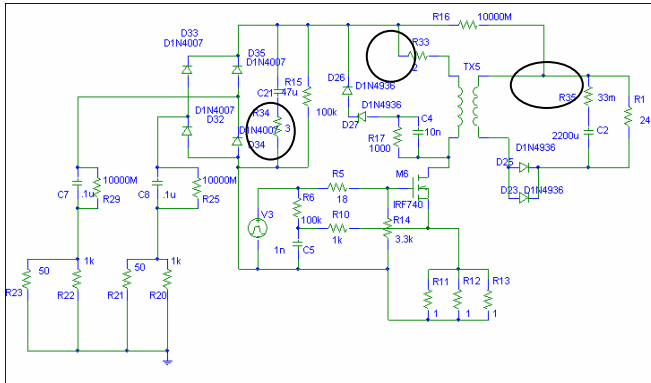 D33
D1N4007
D35
D1N4007
R16
10000M
R33
2
TX5
D26
D1N4936
C21
47u
R15
100k
D1N4007
D32
R34
3
D1N4007
D34
D1N4936
D27
C4
10n
R17
1000
R35
33m
C2
2200u
R1
24
D1N4936
D25
D23
D1N4936
M6
IRF740
C7
.1u
10000M
R29
C8
.1u
10000M
R25
V3
R5
18
R6
100k
R10
1k
C5
1n
R14
3.3k
R11
1
R12
1
R13
1
50
R23
1k
R22
50
R21
1k
R20